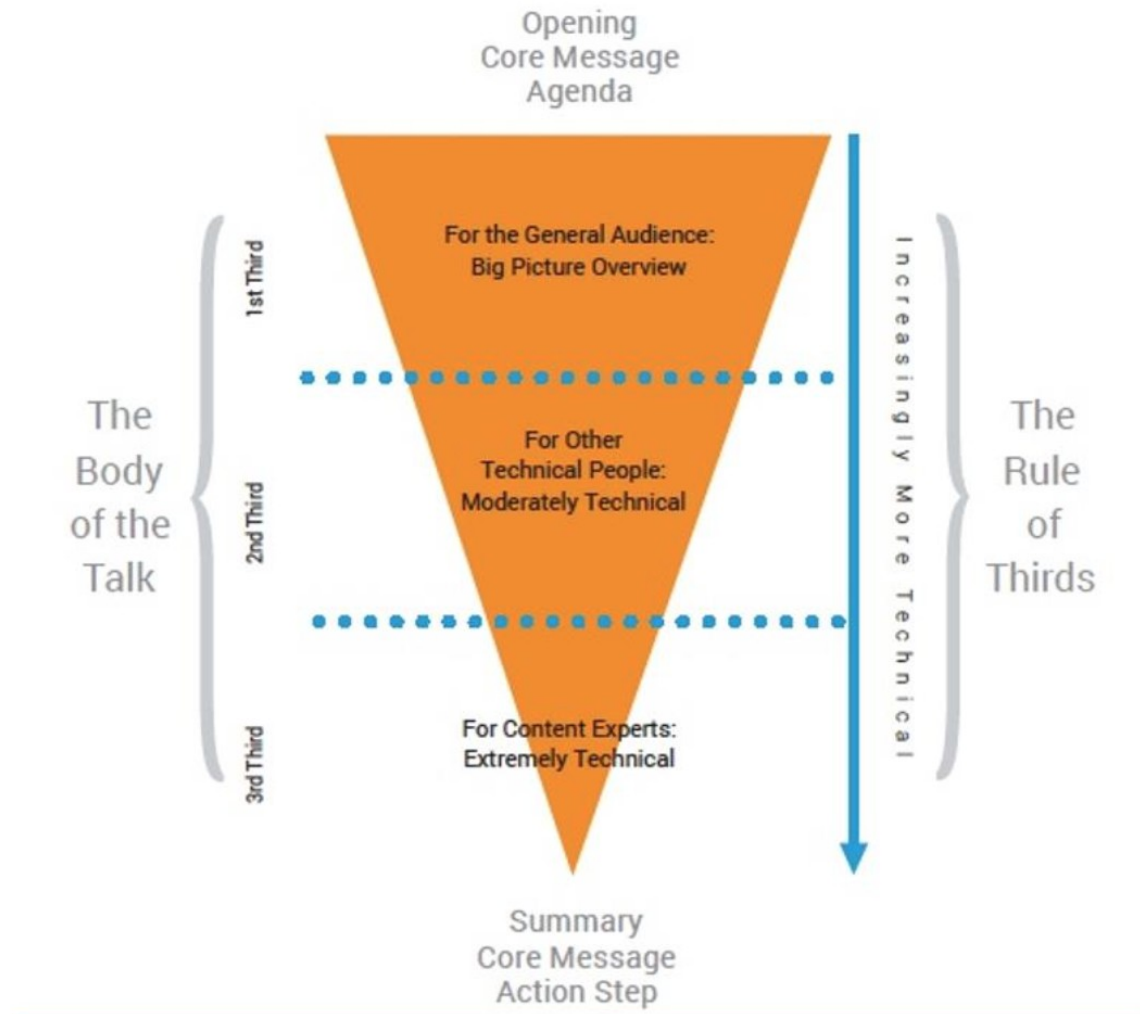 Opening
Core Message
Agenda
For the General Audience:
Big Picture Overview
1st Third
For Other
Technical People:
Moderately Technical
2nd Third
For Content Experts:
Extremely Technical
3rd Third
The
Body
of the
Talk
Increasingly More Technical
The
Rule
of
Thirds
Summary
Core Message
Action Step